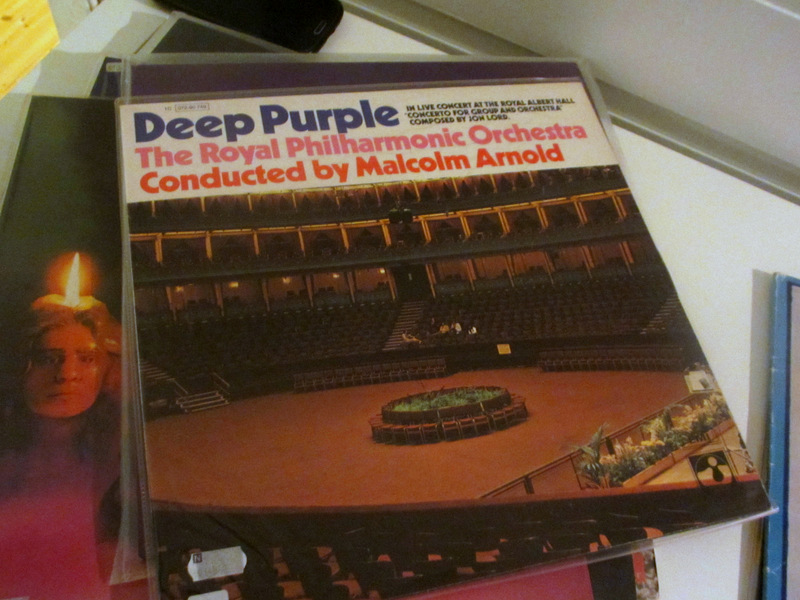 Deep Purple
IN LIVE CONCERT AT THE ROYAL ALBERT HALL
"CONCERTO FOR GROUP AND ORCHESTRA"
COMPOSED BY JON LORD.
The Royal Philharmonic Orchestra
Conducted by Malcolm Arnold